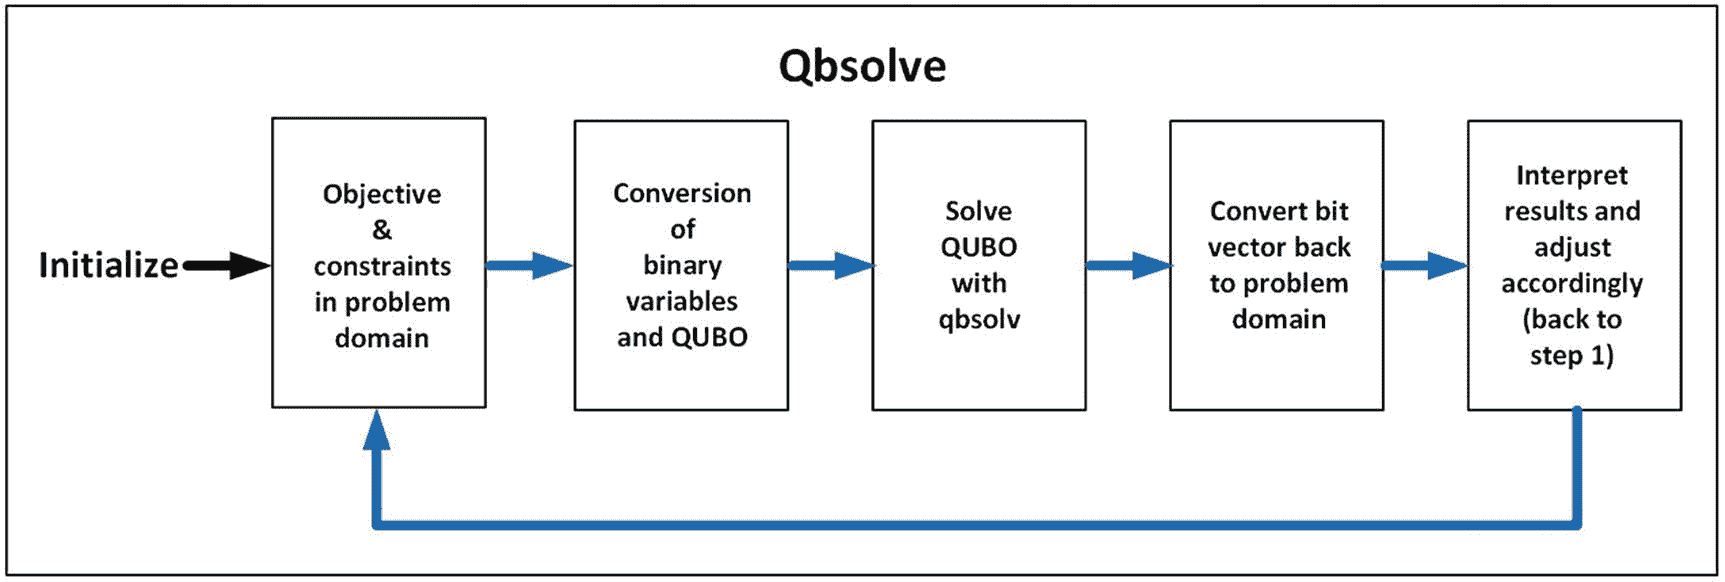 Qbsolve
Initialize
Objective
&
constraints
in problem
domain
Conversion
of
binary
variables
and QUBO
Solve
QUBO
with
qbsolv
Convert bit
vector back
to problem
domain
Interpret
results and
adjust
accordingly
(back to
step 1)